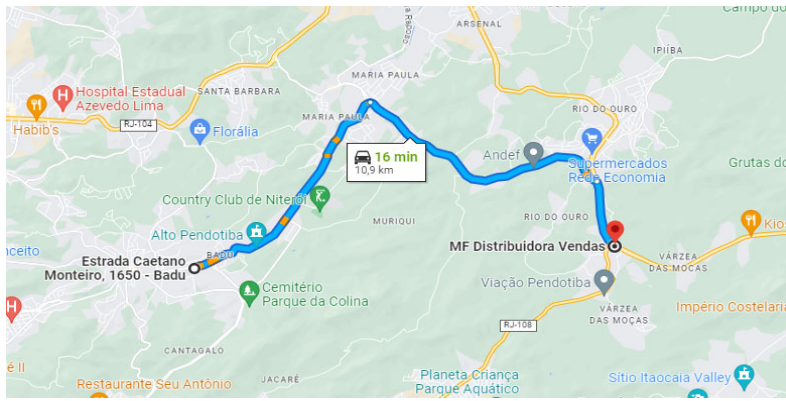 Campo do
ARSENAL
IPIÍBA
MARIA PAULA
Hospital Estadual
Azevedo Lima
SANTA BARBARA
Habib's
RJ-104
MARIA PAULA
RIO DO OURO
Florália
16 min
10,9 km
Andef
Supermercados
Rede Economia
Grutas do
Country Club de Niterói
MURIQUI
RIO DO OURO
Kios
Alto Pendotiba
BADU
MF Distribuidora Vendas
VÁRZEA
DAS MOÇAS
nceito
Estrada Caetano
Monteiro, 1650 - Badu
Cemitério
Parque da Colina
Viação Pendotiba
VÁRZEA
DAS MOÇAS
Império Costelaria
RJ-108
CANTAGALO
é II
JACARÉ
Restaurante Seu Antônio
Planeta Criança
Parque Aquático
Sítio Itaocaia Valley